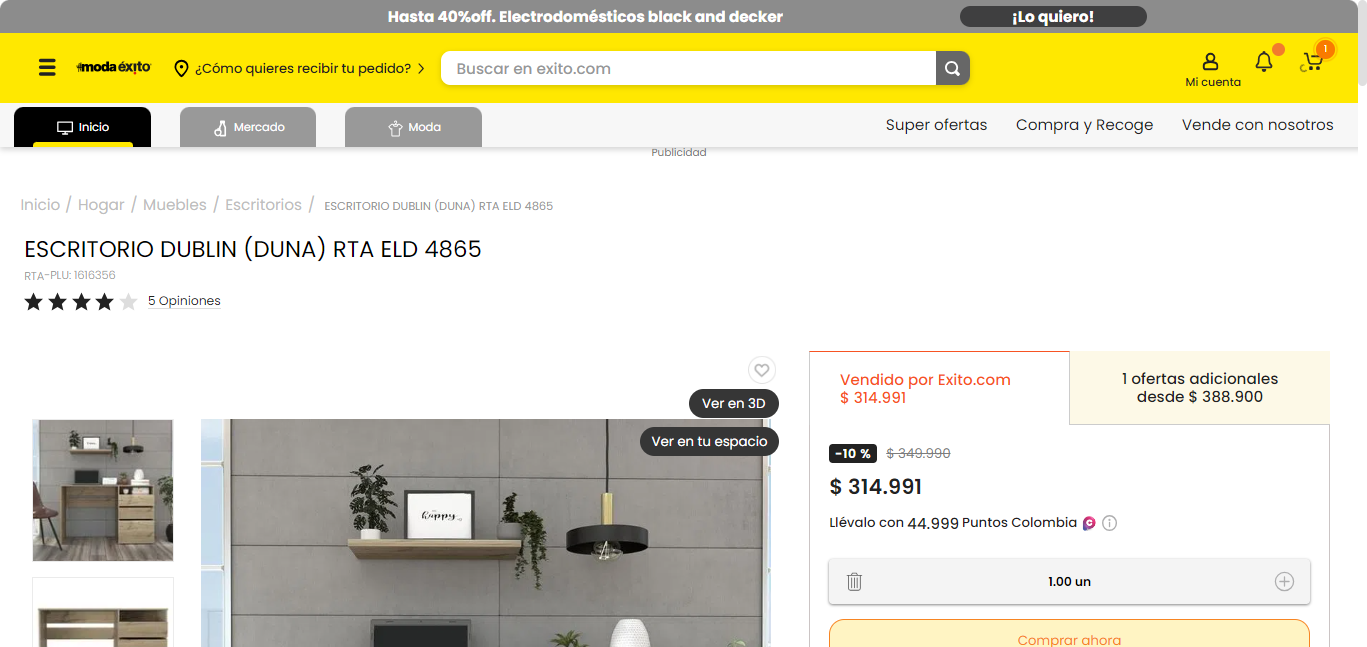 Hasta 40%off. Electrodomésticos black and decker
¡Lo quiero!
moda éxito
¿Cómo quieres recibir tu pedido?
Buscar en exito.com
Mi cuenta
1
Inicio
Mercado
Moda
Super ofertas
Compra y Recoge
Vende con nosotros
Publicidad
Inicio / Hogar / Muebles / Escritorios / ESCRITORIO DUBLIN (DUNA) RTA ELD 4865
ESCRITORIO DUBLIN (DUNA) RTA ELD 4865
RTA-PLU: 1616356
5 Opiniones
Ver en 3D
Ver en tu espacio
happy
Vendido por Exito.com
$ 314.991
1 ofertas adicionales
desde $ 388.900
-10 % $ 349.990
$ 314.991
Llévalo con 44.999 Puntos Colombia
1.00 un
Comprar ahora